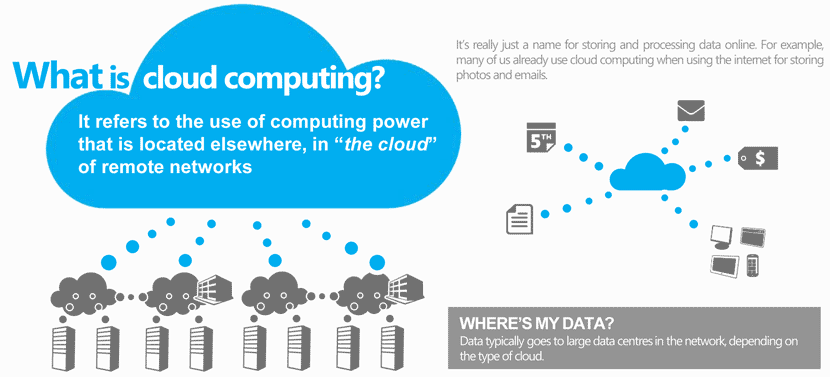 What is cloud computing?
It refers to the use of computing power
that is located elsewhere, in “the cloud”
of remote networks
It's really just a name for storing and processing data online. For example,
many of us already use cloud computing when using the internet for storing
photos and emails.
5TH
$
WHERE'S MY DATA?
Data typically goes to large data centres in the network, depending on
the type of cloud.